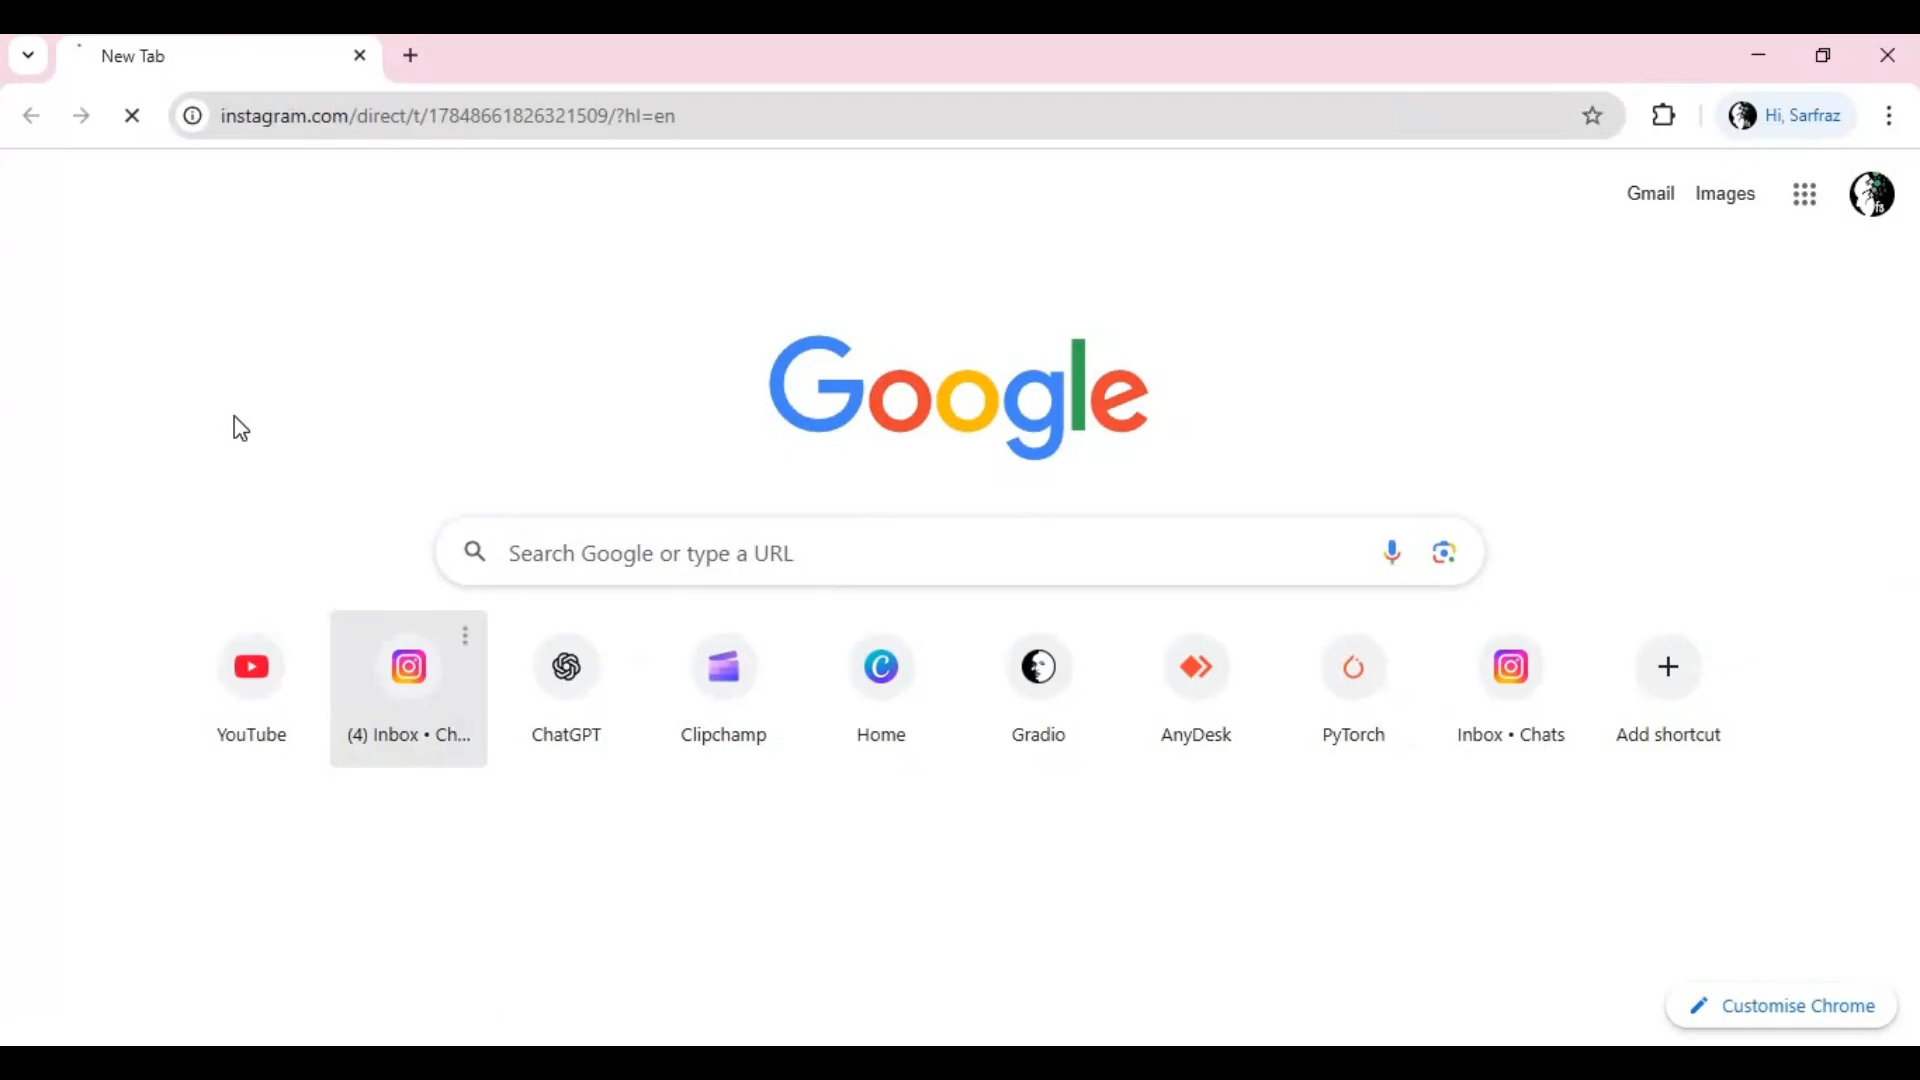 New Tab
instagram.com/direct/t/17848661826321509/?hl=en
Hi, Sarfraz
Gmail Images
Google
Search Google or type a URL
YouTube
(4) Inbox • Ch...
ChatGPT
Clipchamp
Home
Gradio
AnyDesk
PyTorch
Inbox • Chats
Add shortcut
Customise Chrome